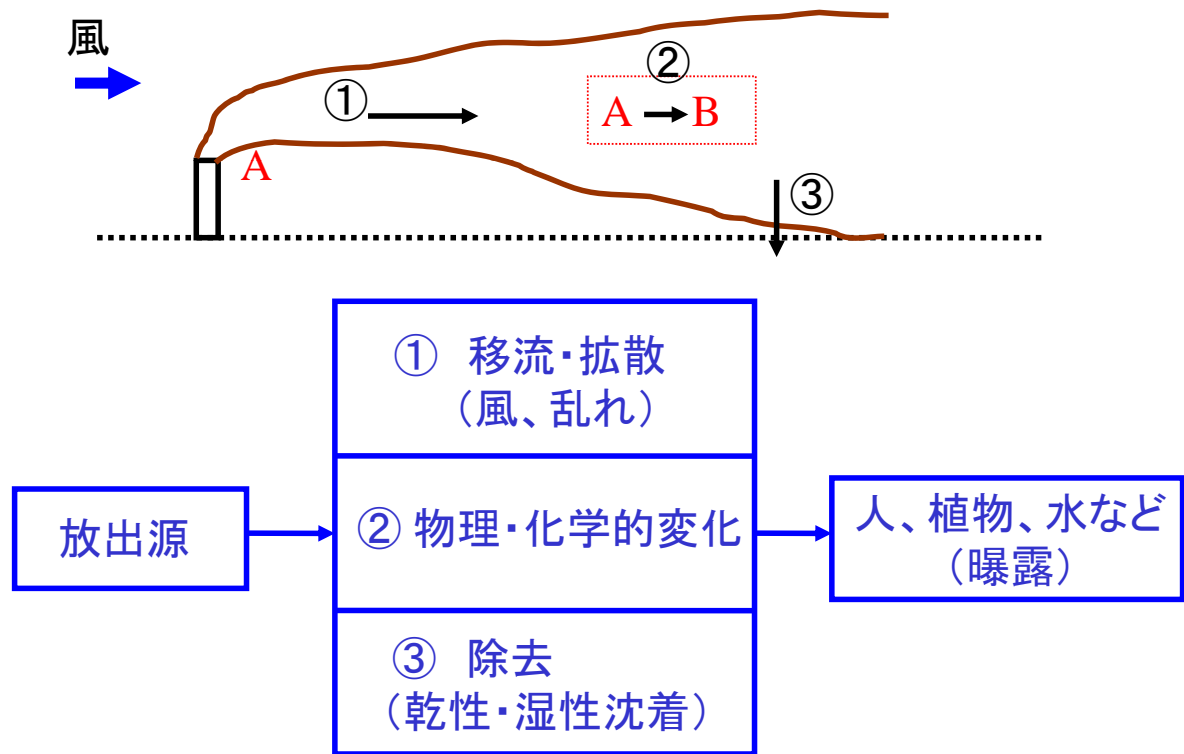 風
①
②
A → B
A
③
① 移流・拡散
(風、乱れ)
放出源
② 物理・化学的変化
人、植物、水など
(曝露)
③ 除去
(乾性・湿性沈着)